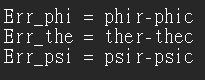 Err_phi = phir-phic
Err_the = ther-thec
Err_psi = psir-psic